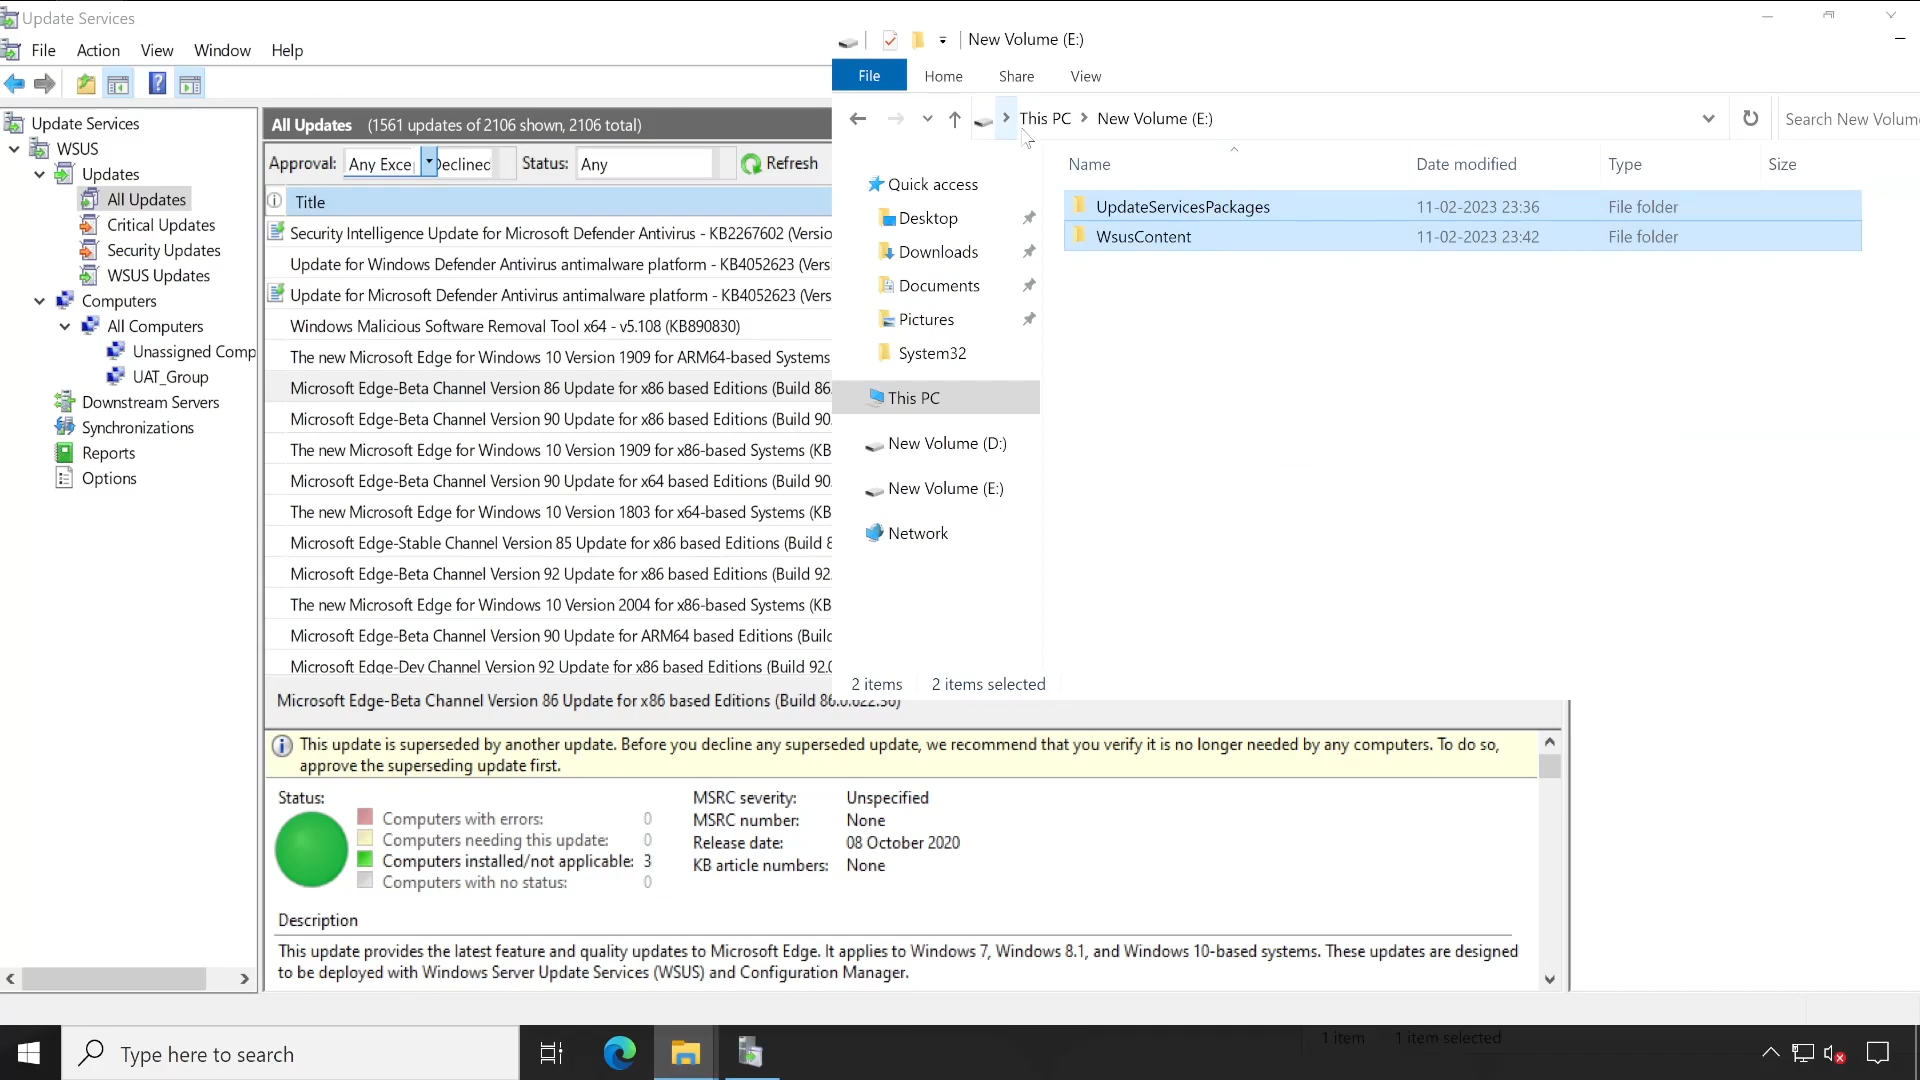 Update Services
File Action View Window Help
Update Services
WSUS
Updates
All Updates
Critical Updates
Security Updates
WSUS Updates
Computers
All Computers
Unassigned Comp
UAT_Group
Downstream Servers
Synchronizations
Reports
Options
All Updates (1561 updates of 2106 shown, 2106 total)
Approval: Any Exce Declined Status: Any Refresh
Title
Security Intelligence Update for Microsoft Defender Antivirus - KB2267602 (Versio
Update for Windows Defender Antivirus antimalware platform - KB4052623 (Versi
Update for Microsoft Defender Antivirus antimalware platform - KB4052623 (Vers
Windows Malicious Software Removal Tool x64 - v5.108 (KB890830)
The new Microsoft Edge for Windows 10 Version 1909 for ARM64-based Systems
Microsoft Edge-Beta Channel Version 86 Update for x86 based Editions (Build 86.
Microsoft Edge-Beta Channel Version 90 Update for x86 based Editions (Build 90.
The new Microsoft Edge for Windows 10 Version 1909 for x86-based Systems (KB
Microsoft Edge-Beta Channel Version 90 Update for x64 based Editions (Build 90.
The new Microsoft Edge for Windows 10 Version 1803 for x64-based Systems (KB
Microsoft Edge-Stable Channel Version 85 Update for x86 based Editions (Build 8
Microsoft Edge-Beta Channel Version 92 Update for x86 based Editions (Build 92.
The new Microsoft Edge for Windows 10 Version 2004 for x86-based Systems (KB
Microsoft Edge-Beta Channel Version 90 Update for ARM64 based Editions (Build
Microsoft Edge-Dev Channel Version 92 Update for x86 based Editions (Build 92.0
Microsoft Edge-Beta Channel Version 86 Update for x86 based Editions (Build 86.0.622.36)
This update is superseded by another update. Before you decline any superseded update, we recommend that you verify it is no longer needed by any computers. To do so,
approve the superseding update first.
Status:
Computers with errors: 0
Computers needing this update: 0
Computers installed/not applicable: 3
Computers with no status: 0
MSRC severity: Unspecified
MSRC number: None
Release date: 08 October 2020
KB article numbers: None
Description
This update provides the latest feature and quality updates to Microsoft Edge. It applies to Windows 7, Windows 8.1, and Windows 10-based systems. These updates are designed
to be deployed with Windows Server Update Services (WSUS) and Configuration Manager.
New Volume (E:)
File Home Share View
This PC New Volume (E:)
Search New Volum
Name Date modified Type Size
UpdateServicesPackages 11-02-2023 23:36 File folder
WsusContent 11-02-2023 23:42 File folder
Quick access
Desktop
Downloads
Documents
Pictures
System32
This PC
New Volume (D:)
New Volume (E:)
Network
2 items 2 items selected
1 item 1 item selected
Type here to search